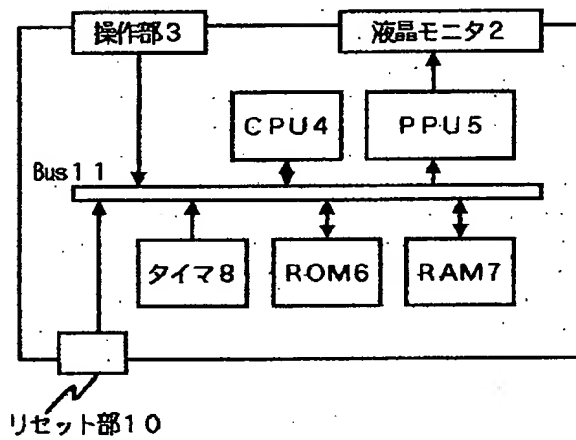 操作部3
液晶モニタ2
CPU4
PPU5
Bus11
タイマ8
ROM6
RAM7
リセット部10